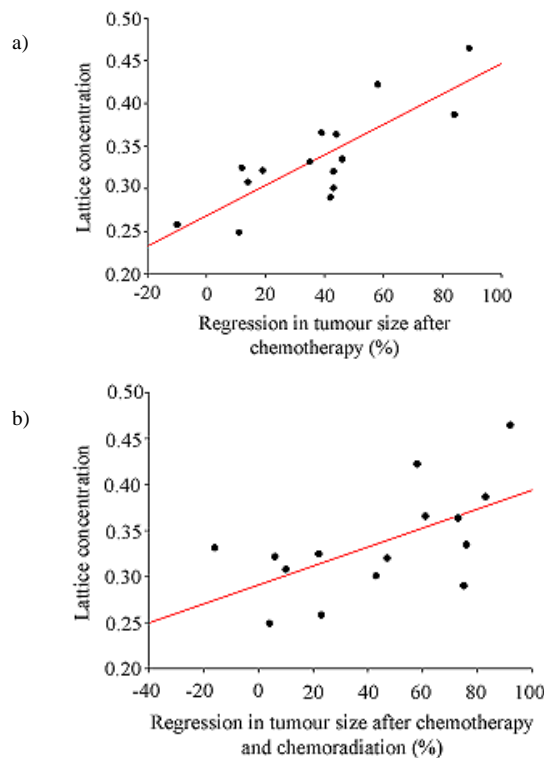 a)
0.50
0.45
0.40
0.35
0.30
0.25
0.20
Lattice concentration
-20 0 20 40 60 80 100
Regression in tumour size after
chemotherapy (%)
b)
0.50
0.45
0.40
0.35
0.30
0.25
0.20
Lattice concentration
-40 -20 0 20 40 60 80 100
Regression in tumour size after chemotherapy
and chemoradiation (%)